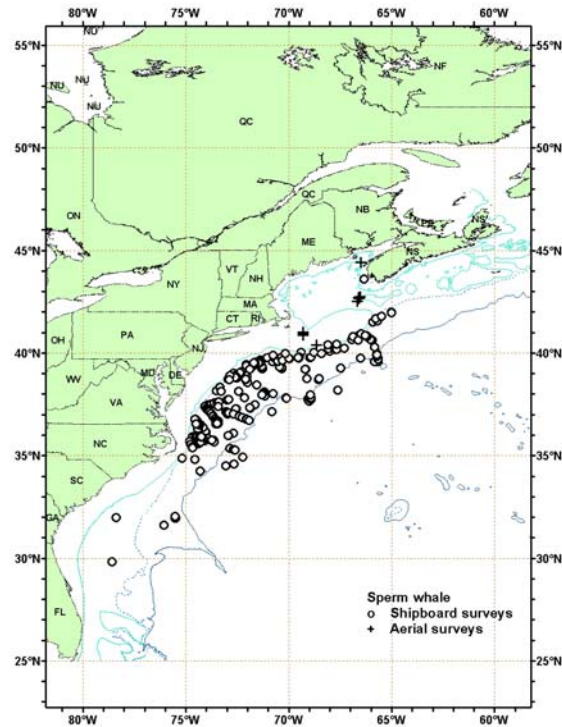 80°W 75°W 70°W 65°W 60°W
ND
55°N 55°N
NU NU
NU
NF
QC
50°N 50°N
QC
ON
NB
PE
NS
ME
45°N NS 45°N
VT
NH
NY
MA
CT RI
PA
OH
NJ
40°N 40°N
MD DE
WV
VA
NC
35°N 35°N
SC
GA
30°N 30°N
Sperm whale
Shipboard surveys
FL
Aerial surveys
25°N 25°N
80°W 75°W 70°W 65°W 60°W